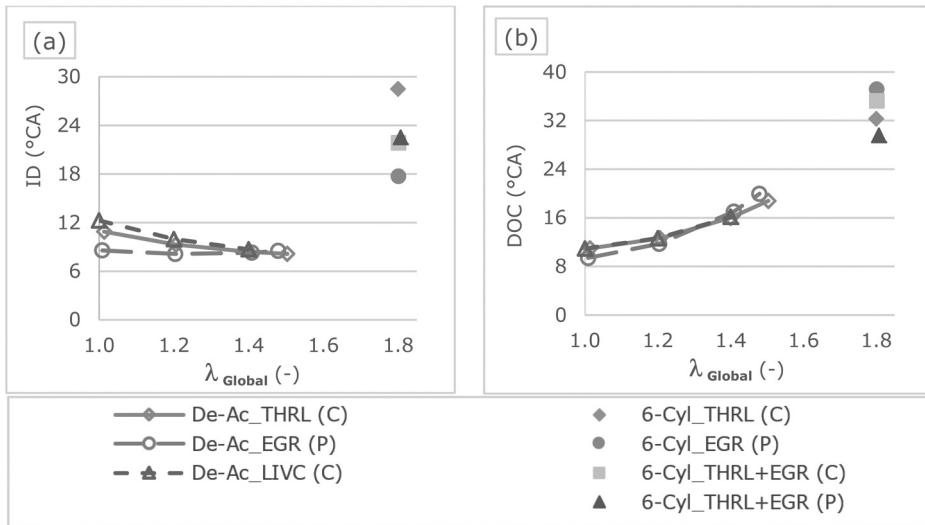 (a)
ID (°CA)
30
24
18
12
6
0
1.0 1.2 1.4 1.6 1.8
λ Global (-)
(b)
DOC (°CA)
40
32
24
16
8
0
1.0 1.2 1.4 1.6 1.8
λ Global (-)
De-Ac_THRL (C)
De-Ac_EGR (P)
De-Ac_LIVC (C)
6-Cyl_THRL (C)
6-Cyl_EGR (P)
6-Cyl_THRL+EGR (C)
6-Cyl_THRL+EGR (P)